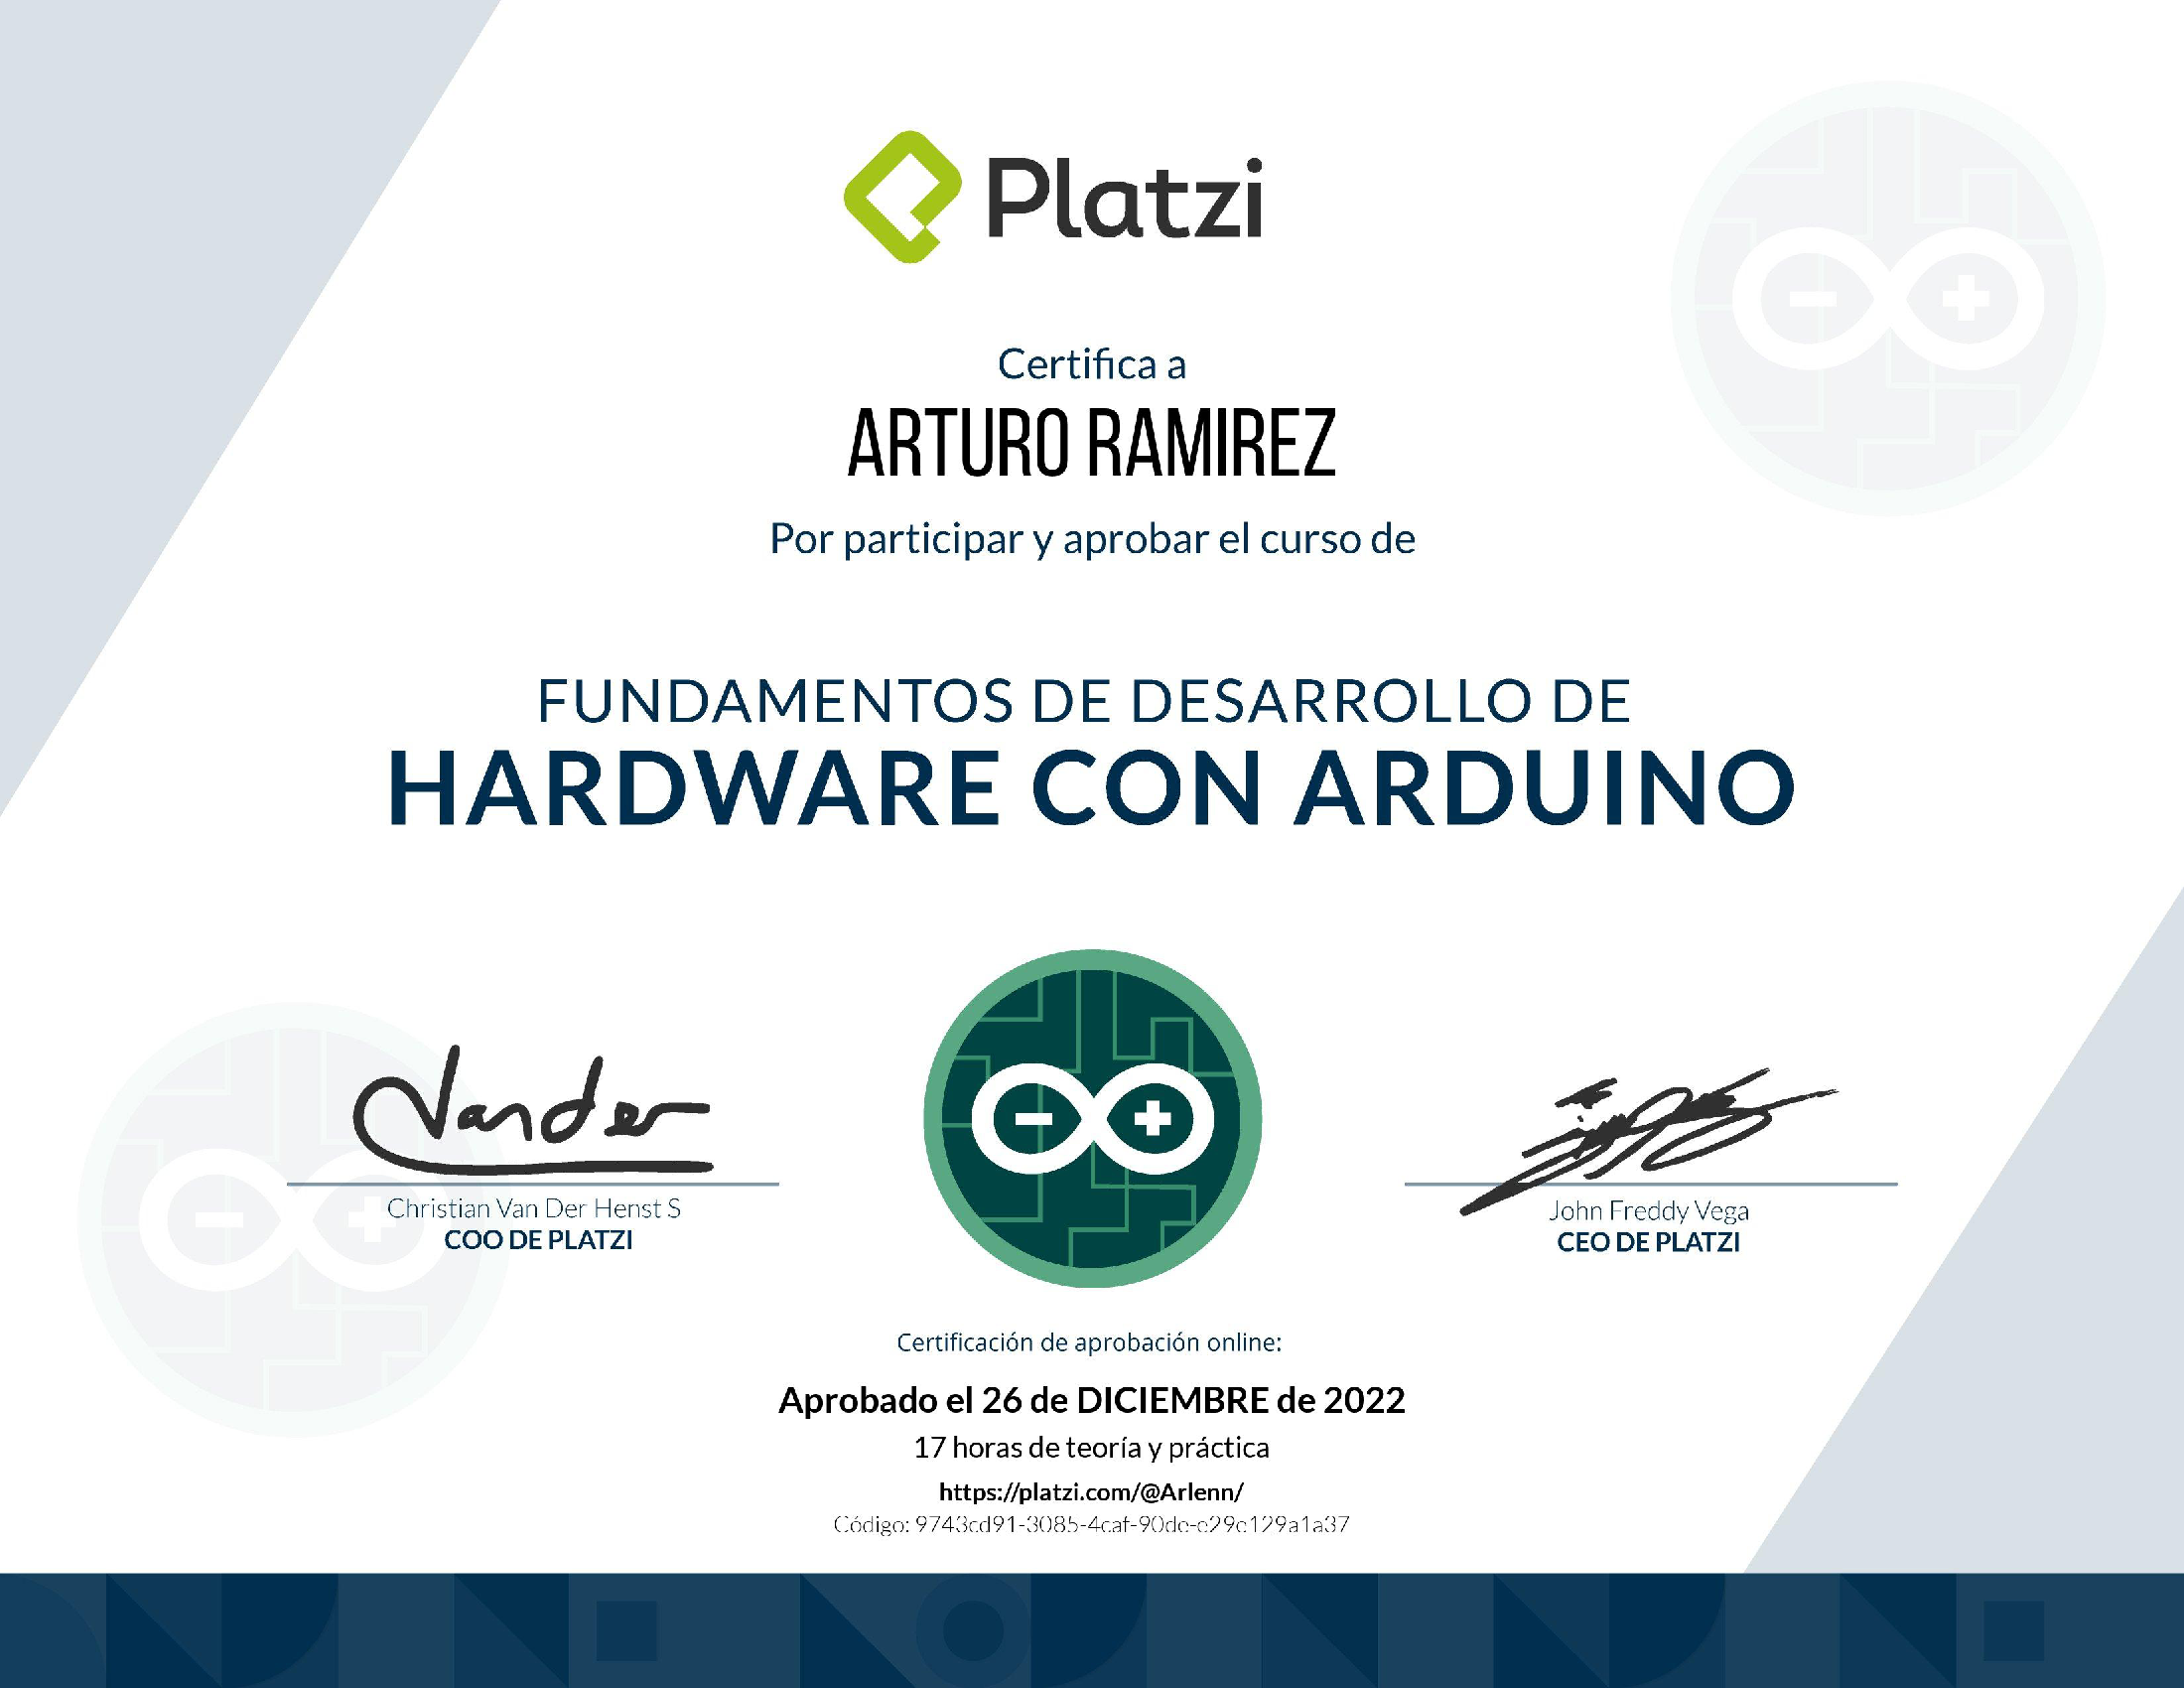 Platzi
Certifica a
ARTURO RAMIREZ
Por participar y aprobar el curso de
FUNDAMENTOS DE DESARROLLO DE
HARDWARE CON ARDUINO
Vander
Christian Van Der Henst S
COO DE PLATZI
John Freddy Vega
CEO DE PLATZI
Certificación de aprobación online:
Aprobado el 26 de DICIEMBRE de 2022
17 horas de teoría y práctica
https://platzi.com/@Arlenn/
Código: 9743cd91-3085-4caf-90de-e29e129a1a37